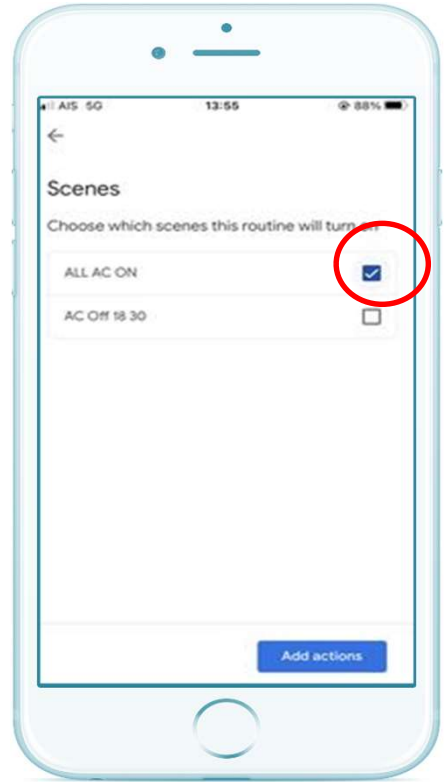 AIS 5G 13:55 88%
Scenes
Choose which scenes this routine will turn on
ALL AC ON
AC Off 18 30
Add actions